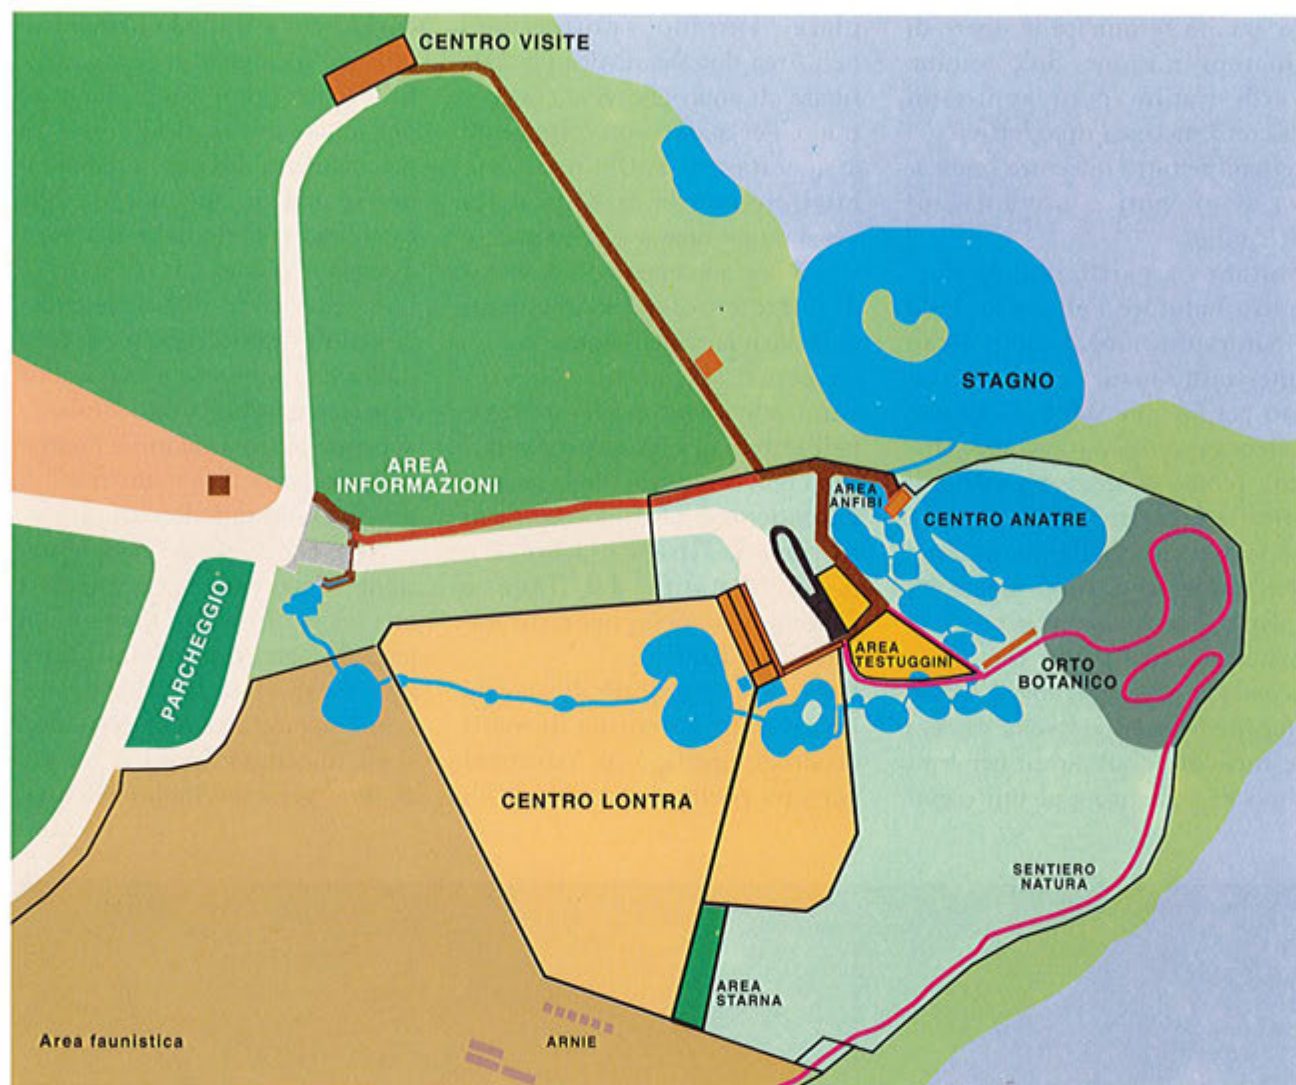 CENTRO VISITE
STAGNO
AREA
INFORMAZIONI
AREA
ANFIBI
CENTRO ANATRE
PARCHEGGIO
AREA
TESTUGGINI
ORTO
BOTANICO
CENTRO LONTRA
SENTIERO
NATURA
AREA
STARNA
Area faunistica
ARNIE